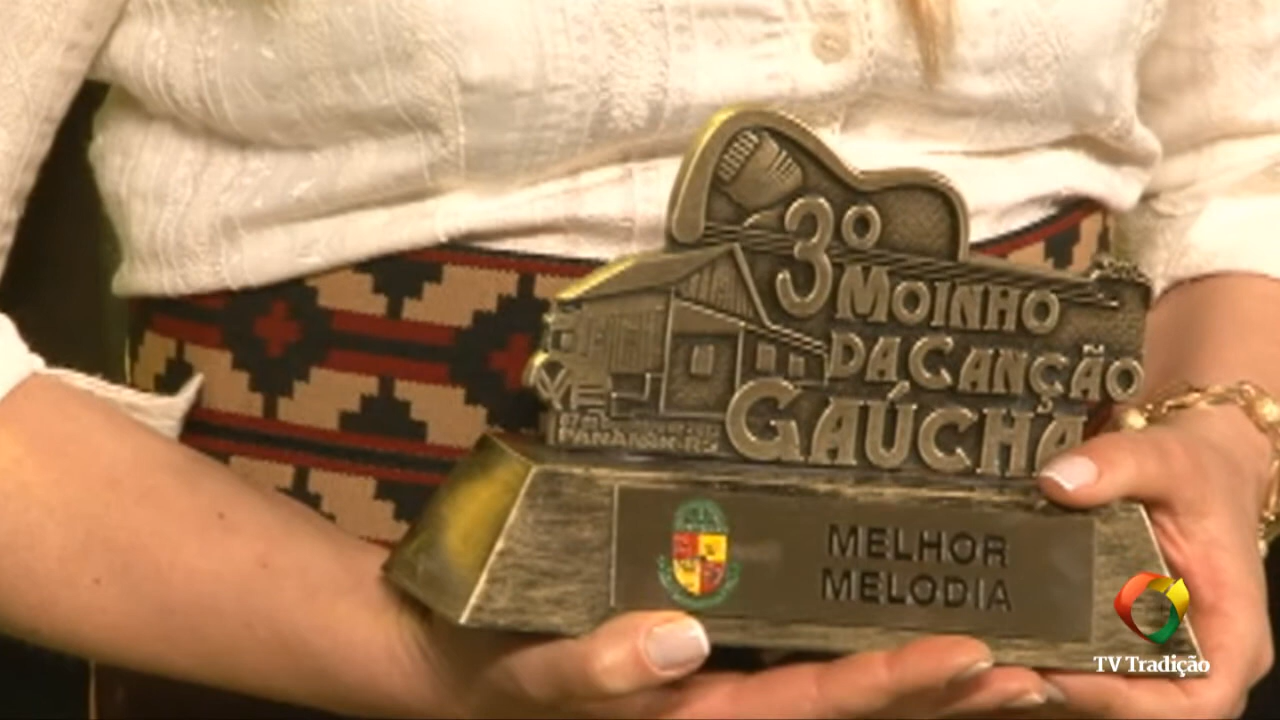 3º
MOINHO
DA CANÇÃO
GAÚCHA
PANAMBI-RS
MELHOR
MELODIA
TV Tradição